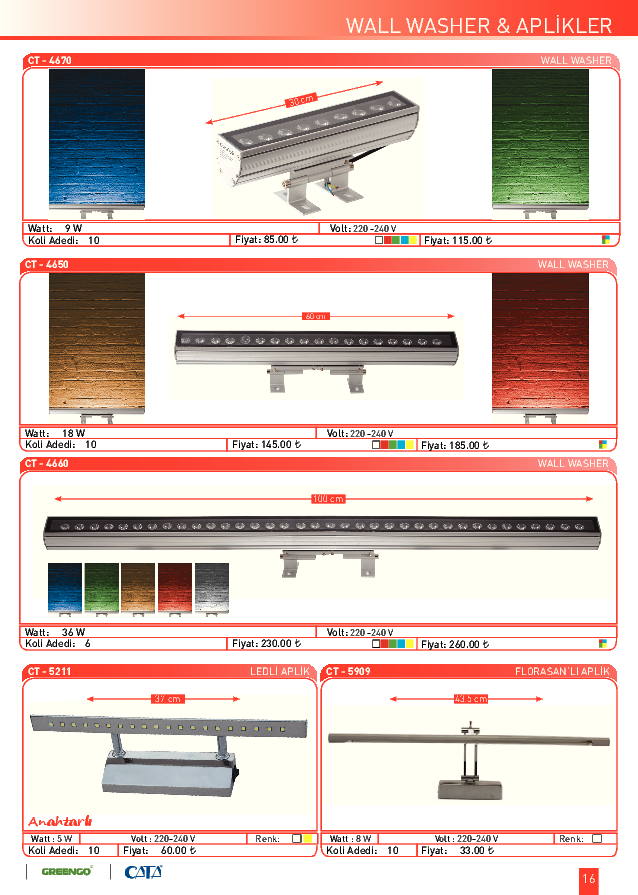 WALL WASHER & APLİKLER
CT - 4670 WALL WASHER
30 cm
Watt: 9 W Volt: 220 -240 V
Koli Adedi: 10 Fiyat: 85.00 ₺ Fiyat: 115.00 ₺
CT - 4650 WALL WASHER
60 cm
Watt: 18 W Volt: 220 -240 V
Koli Adedi: 10 Fiyat: 145.00 ₺ Fiyat: 185.00 ₺
CT - 4660 WALL WASHER
100 cm
Watt: 36 W Volt: 220 -240 V
Koli Adedi: 6 Fiyat: 230.00 ₺ Fiyat: 260.00 ₺
CT - 5211 LEDLİ APLİK
37 cm
Anahtarlı
Watt : 5 W Volt : 220-240 V Renk:
Koli Adedi: 10 Fiyat: 60.00 ₺
CT - 5909 FLORASAN'LI APLİK
43.5 cm
Watt : 8 W Volt : 220-240 V Renk:
Koli Adedi: 10 Fiyat: 33.00 ₺
GREENGO CATA
16